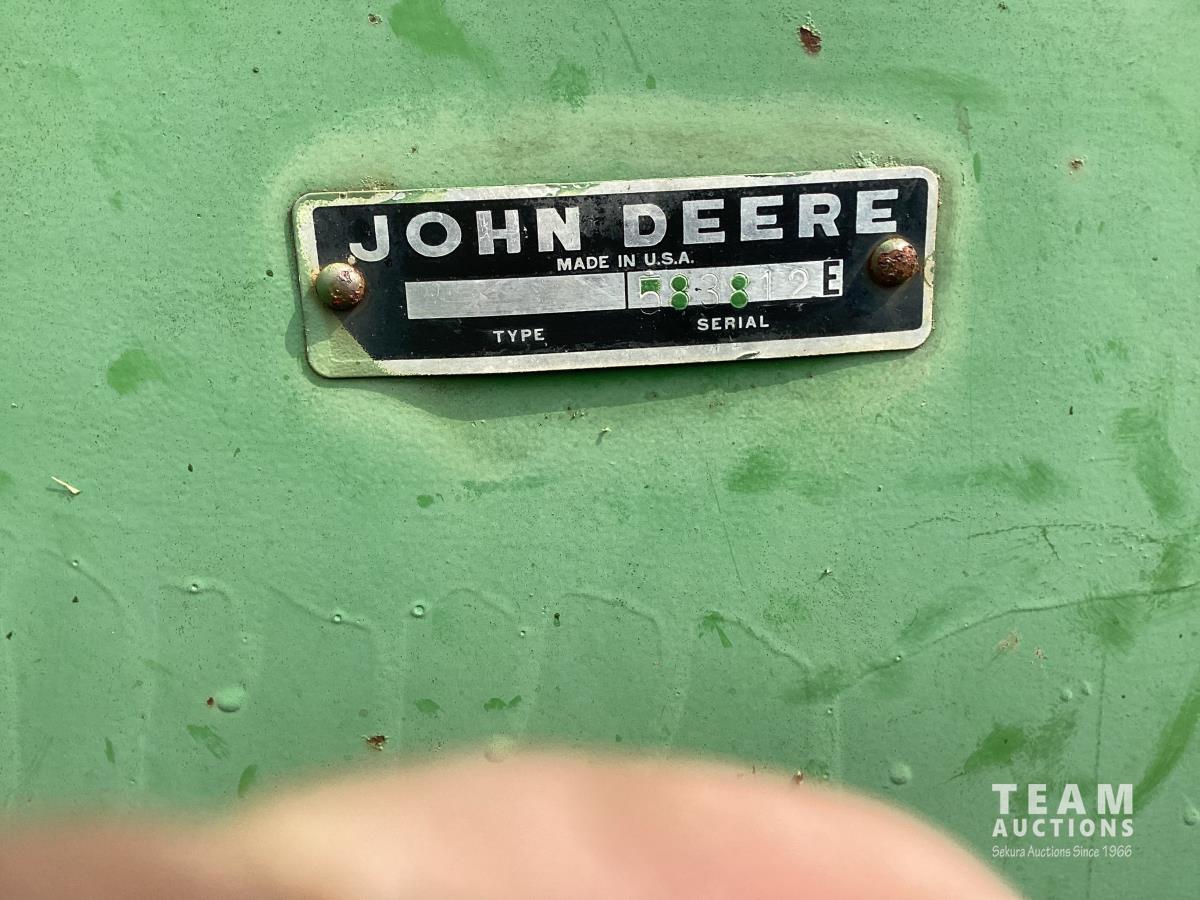 JOHN DEERE
MADE IN U.S.A.
583812E
TYPE SERIAL
TEAM
AUCTIONS
Sekura Auctions Since 1966